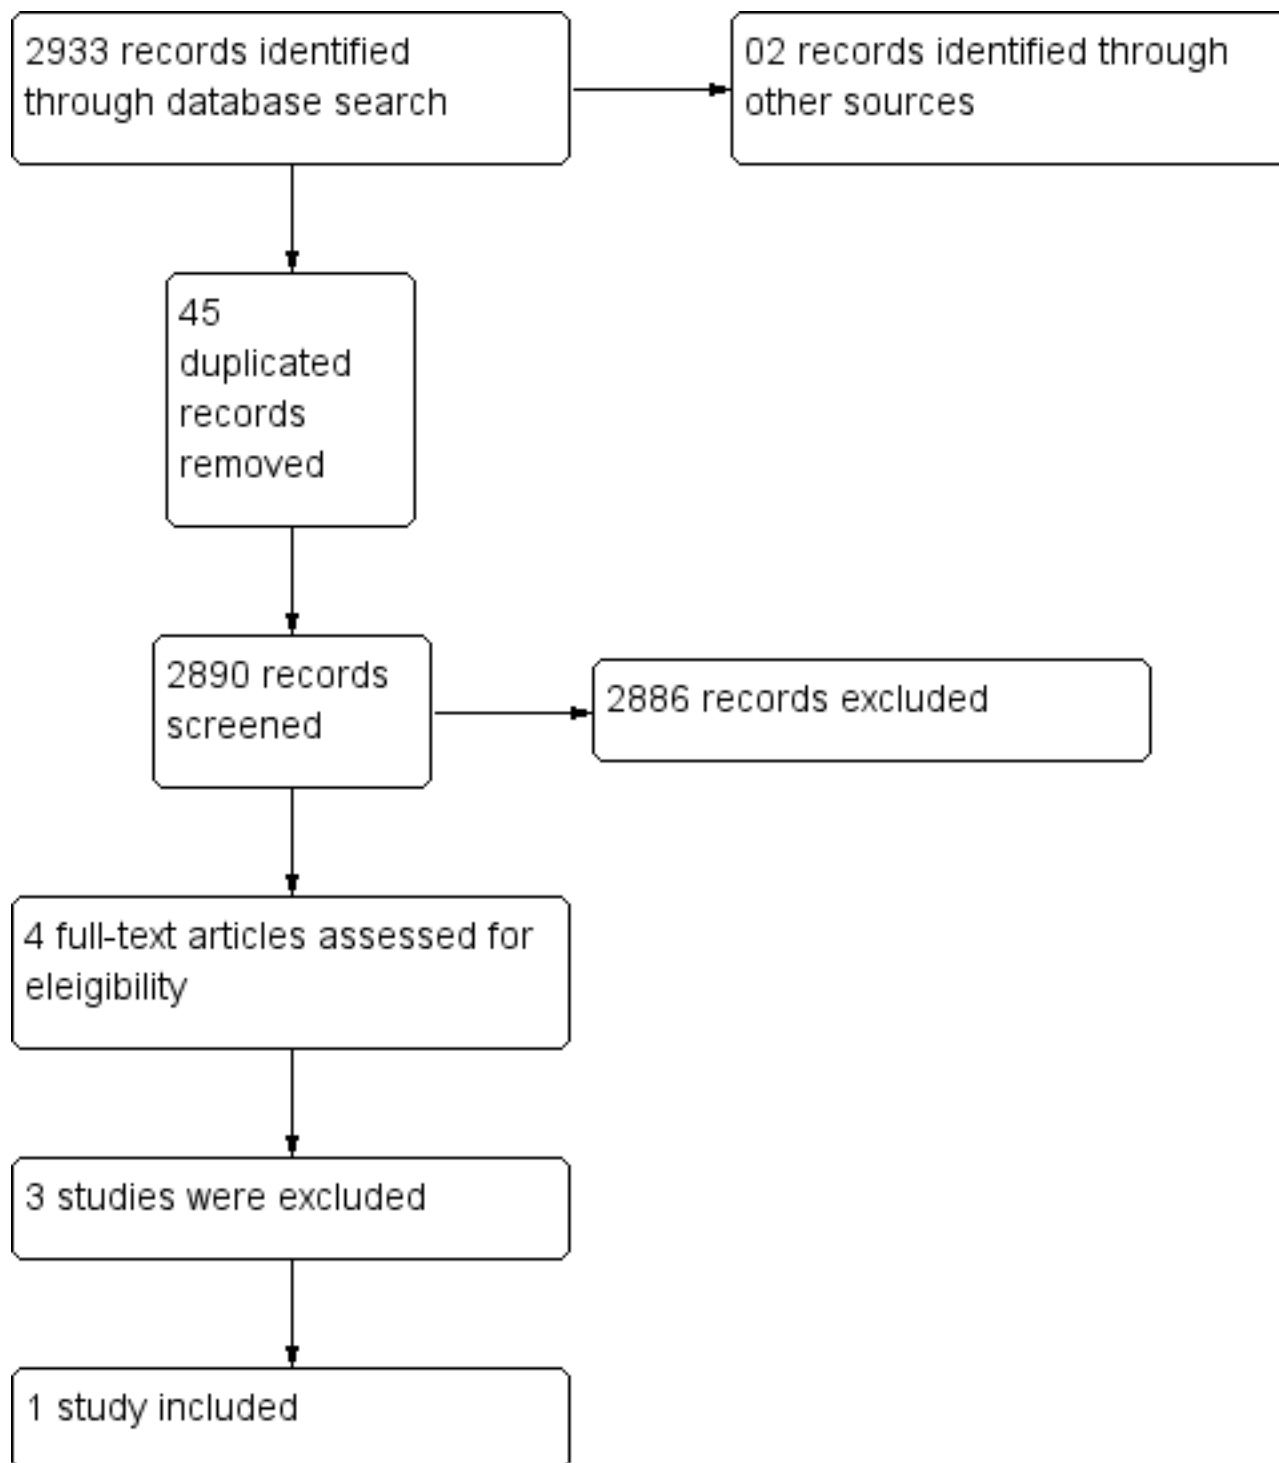 2933 records identified
through database search
02 records identified through
other sources
45
duplicated
records
removed
2890 records
screened
2886 records excluded
4 full-text articles assessed for
eleigibility
3 studies were excluded
1 study included